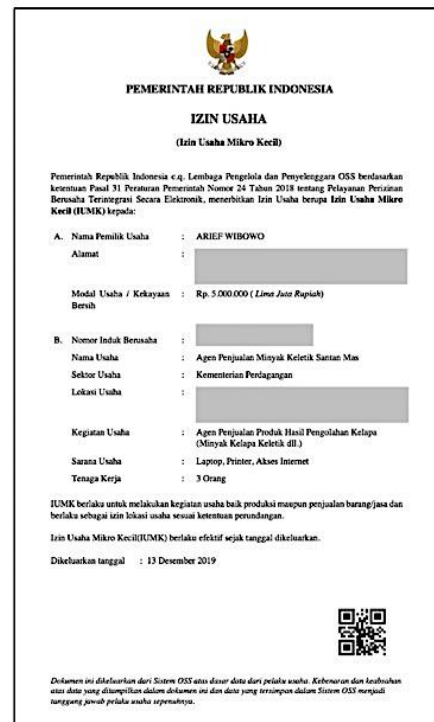 PEMERINTAH REPUBLIK INDONESIA
IZIN USAHA
(Izin Usaha Mikro Kecil)
Pemerintah Republik Indonesia c.q. Lembaga Pengelola dan Penyelenggara OSS berdasarkan
ketentuan Pasal 31 Peraturan Pemerintah Nomor 24 Tahun 2018 tentang Pelayanan Perizinan
Berusaha Terintegrasi Secara Elektronik, menerbitkan Izin Usaha berupa Izin Usaha Mikro
Kecil (IUMK) kepada:
A. Nama Pemilik Usaha : ARIEF WIBOWO
Alamat :
Modal Usaha / Kekayaan : Rp. 5.000.000 ( Lima Juta Rupiah)
Bersih
B. Nomor Induk Berusaha :
Nama Usaha : Agen Penjualan Minyak Keletik Santan Mas
Sektor Usaha : Kementerian Perdagangan
Lokasi Usaha :
Kegiatan Usaha : Agen Penjualan Produk Hasil Pengolahan Kelapa
(Minyak Kelapa Keletik dll.)
Sarana Usaha : Laptop, Printer, Akses Internet
Tenaga Kerja : 3 Orang
IUMK berlaku untuk melakukan kegiatan usaha baik produksi maupun penjualan barang/jasa dan
berlaku sebagai izin lokasi usaha sesuai ketentuan perundangan.
Izin Usaha Mikro Kecil(IUMK) berlaku efektif sejak tanggal dikeluarkan.
Dikeluarkan tanggal : 13 Desember 2019
Dokumen ini dikeluarkan dari Sistem OSS atas dasar data dari pelaku usaha. Kebenaran dan keabsahan
atas data yang ditampilkan dalam dokumen ini dan data yang tersimpan dalam Sistem OSS menjadi
tanggung jawab pelaku usaha sepenuhnya.